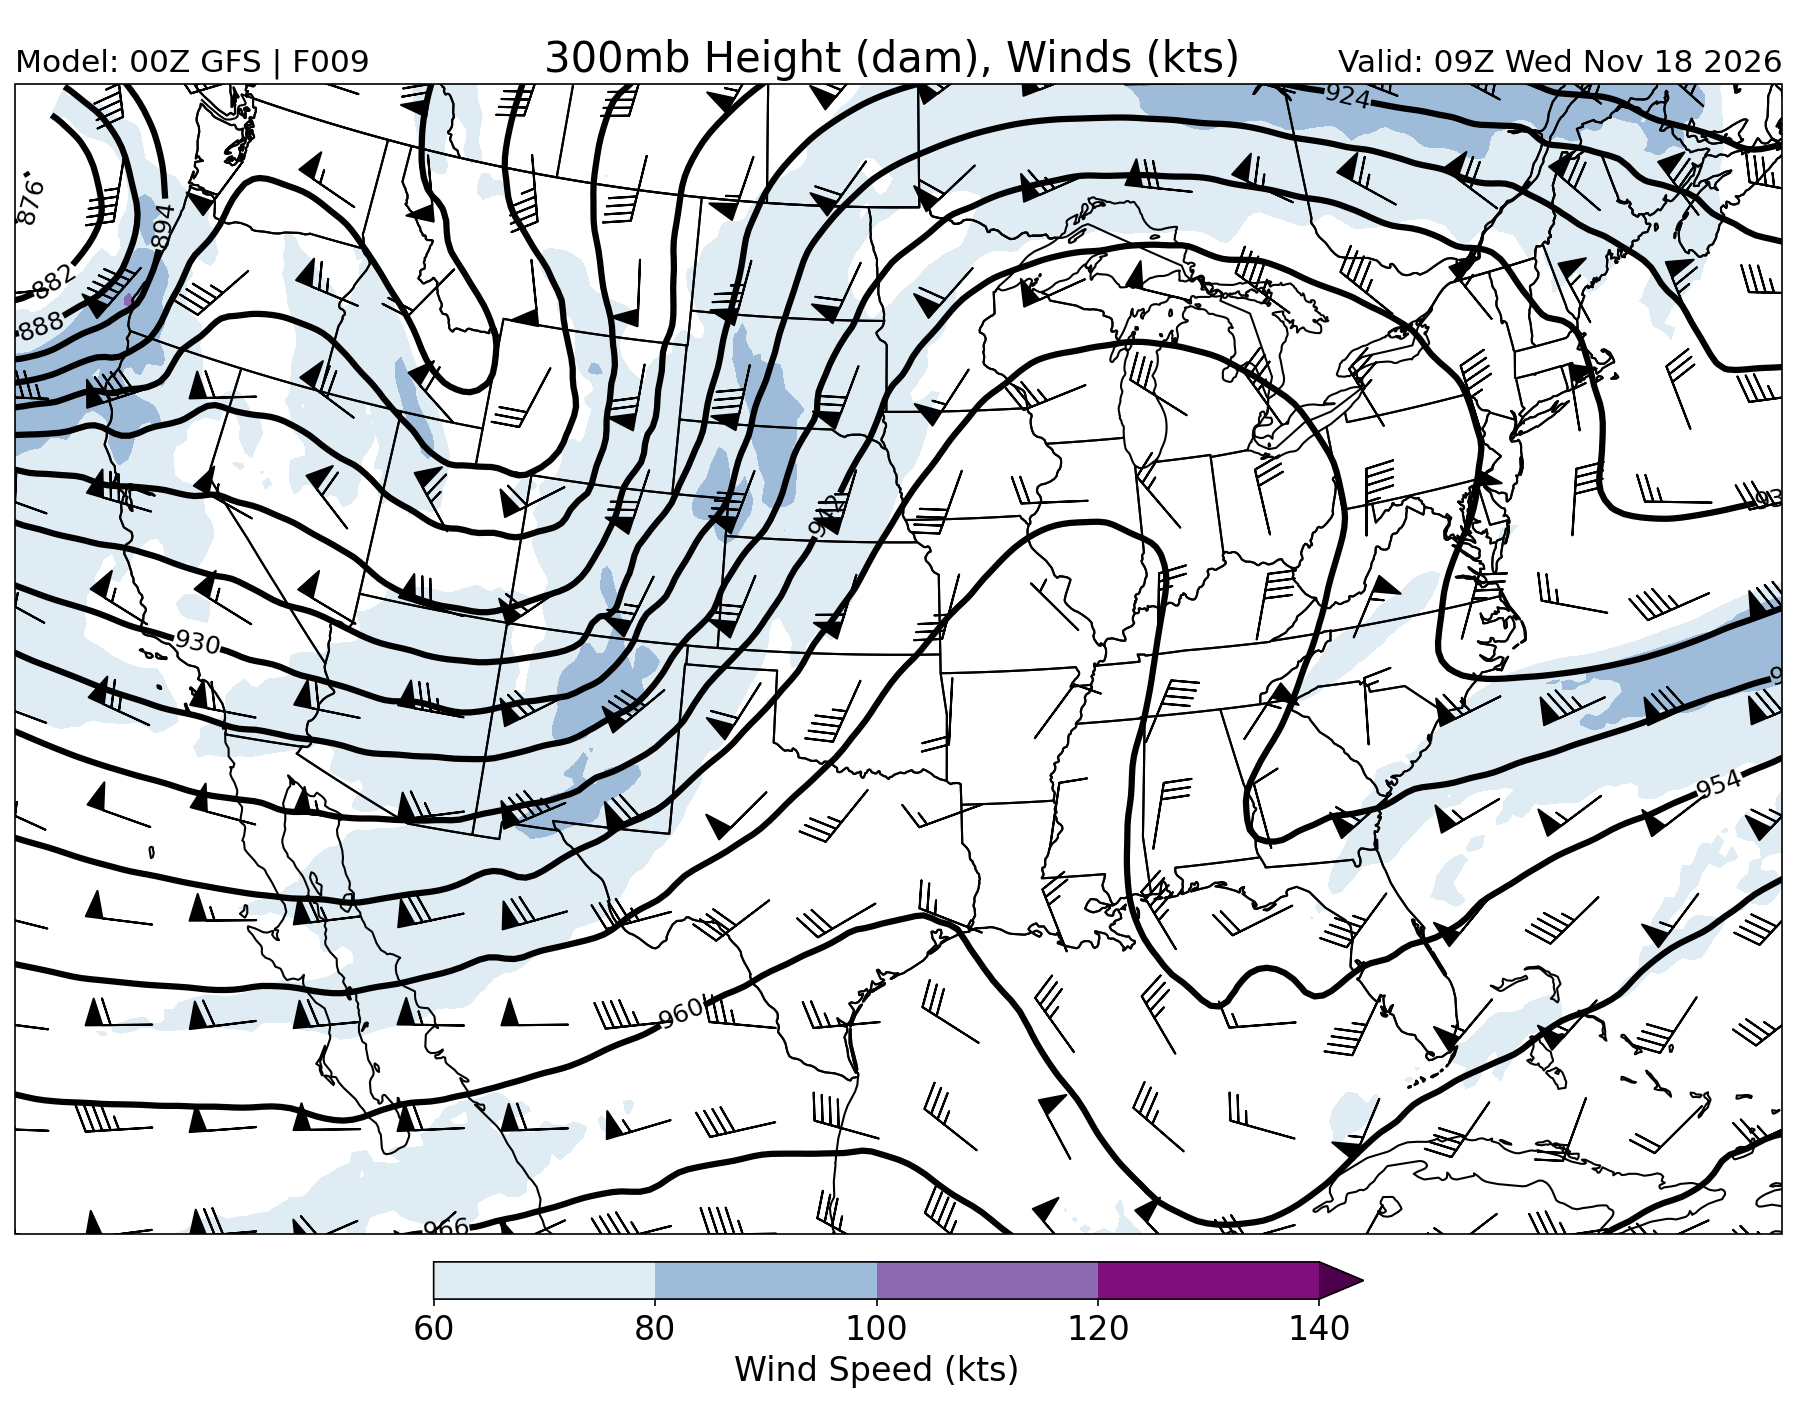 Model: 00Z GFS | F009
300mb Height (dam), Winds (kts)
Valid: 09Z Wed Nov 18 2026
924
876
894
882
888
942
930
954
960
966
60 80 100 120 140
Wind Speed (kts)